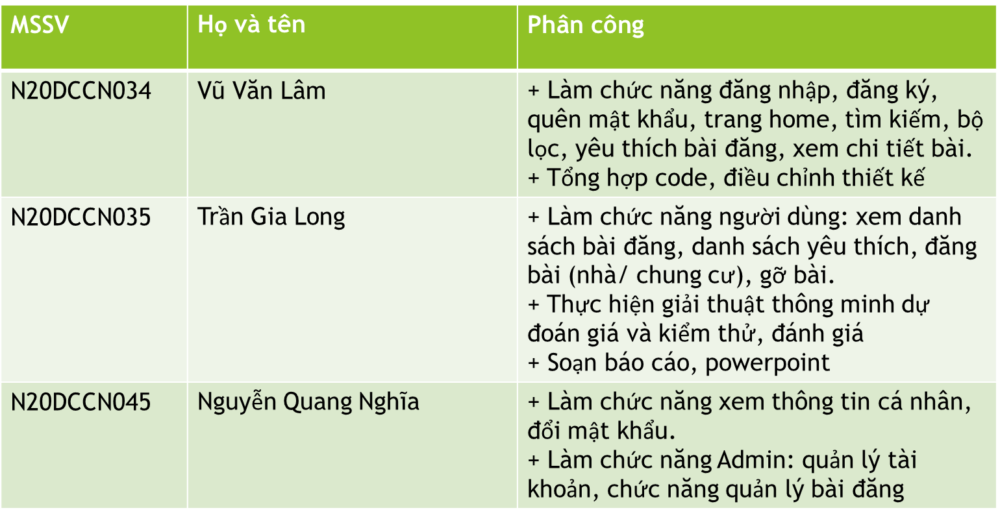 MSSV
Họ và tên
Phân công
N20DCCN034
Vũ Văn Lâm
+ Làm chức năng đăng nhập, đăng ký,
quên mật khẩu, trang home, tìm kiếm, bộ
lọc, yêu thích bài đăng, xem chi tiết bài.
+ Tổng hợp code, điều chỉnh thiết kế
N20DCCN035
Trần Gia Long
+ Làm chức năng người dùng: xem danh
sách bài đăng, danh sách yêu thích, đăng
bài (nhà/ chung cư), gỡ bài.
+ Thực hiện giải thuật thông minh dự
đoán giá và kiểm thử, đánh giá
+ Soạn báo cáo, powerpoint
N20DCCN045
Nguyễn Quang Nghĩa
+ Làm chức năng xem thông tin cá nhân,
đổi mật khẩu.
+ Làm chức năng Admin: quản lý tài
khoản, chức năng quản lý bài đăng